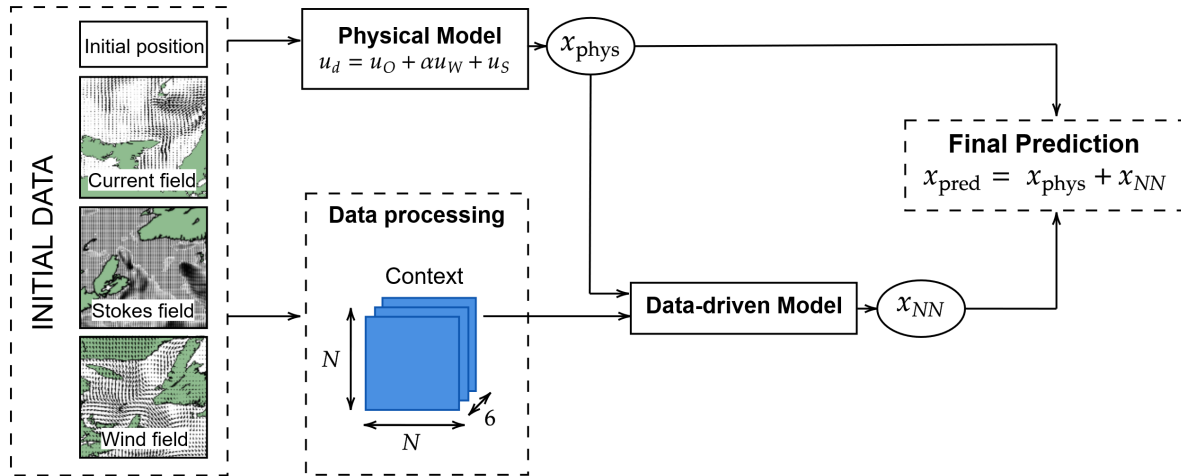 INITIAL DATA
Initial position
Current field
Stokes field
Wind field
Physical Model
u_d = u_O + αu_W + u_S
x_phys
Data processing
Context
N
N
6
Data-driven Model
x_NN
Final Prediction
x_pred = x_phys + x_NN